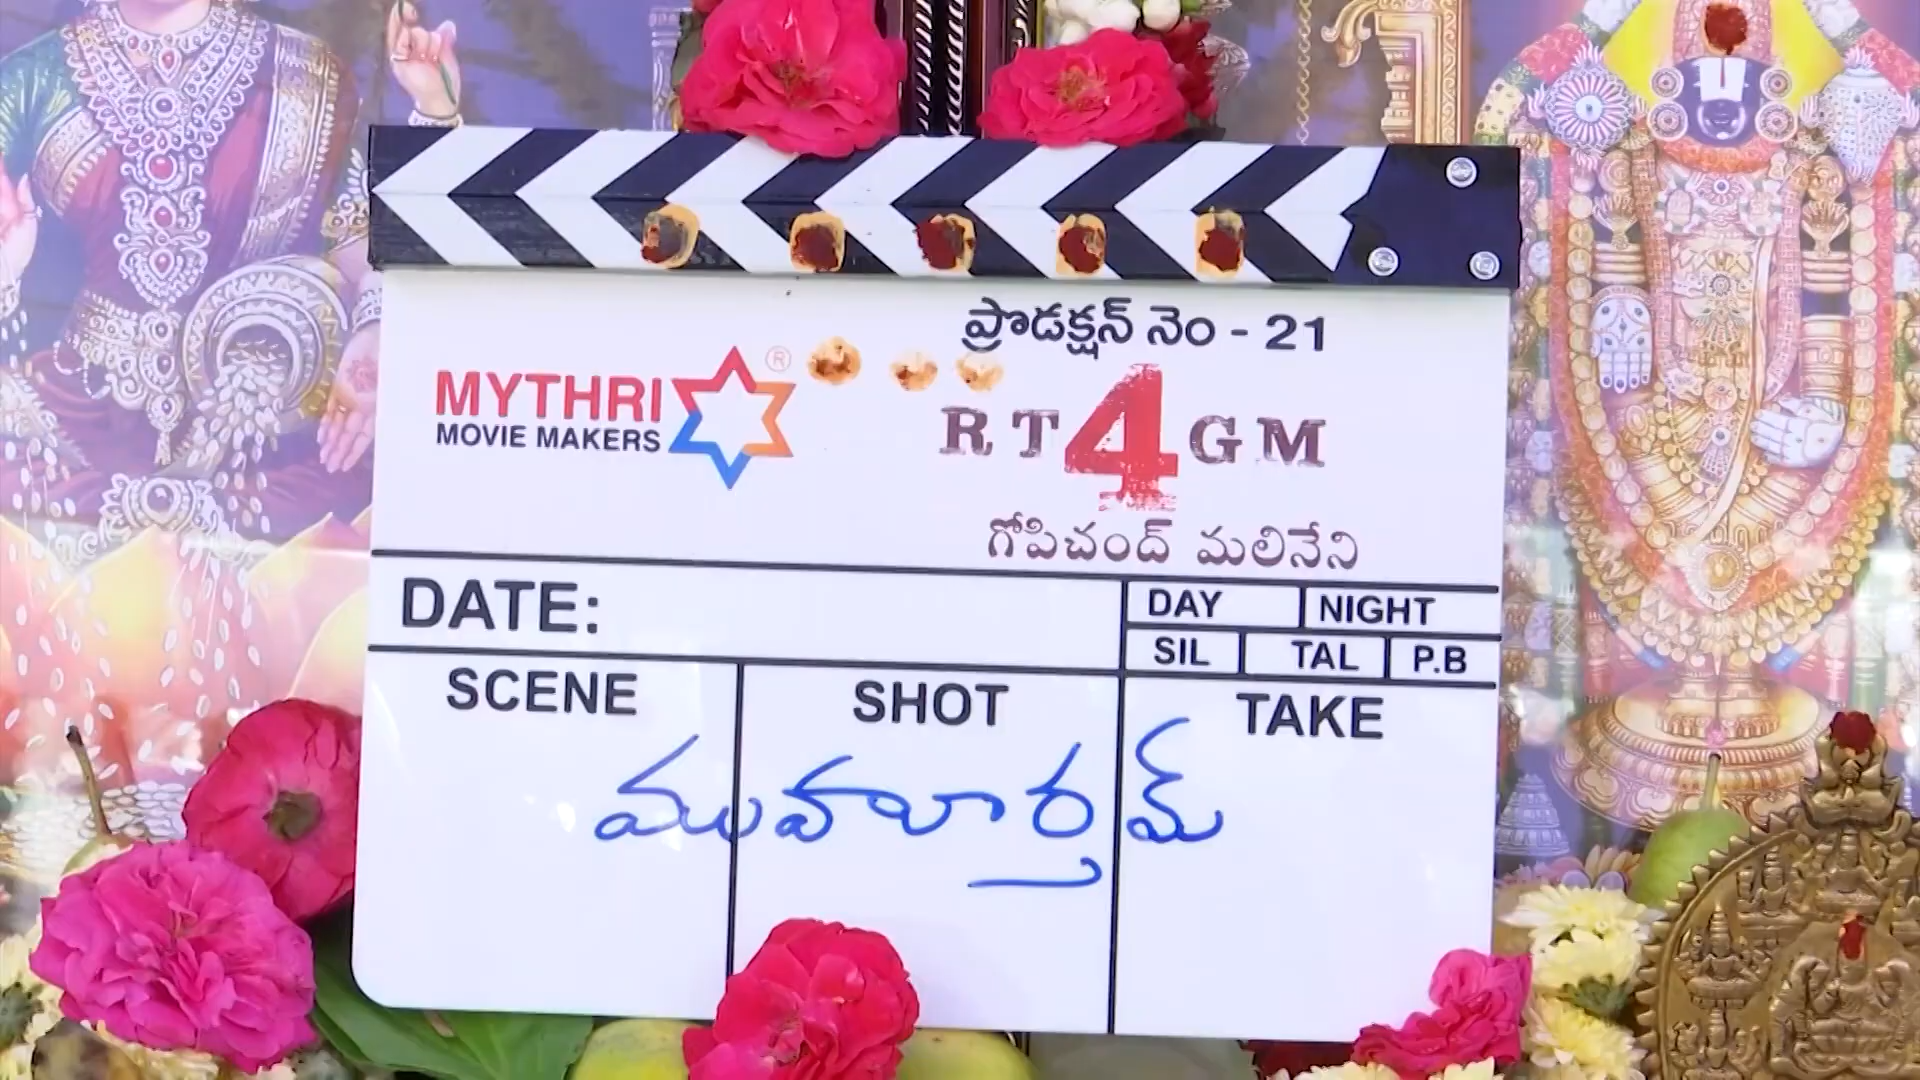 ప్రొడక్షన్ నెం - 21
MYTHRI
MOVIE MAKERS
®
RT4GM
గోపిచంద్ మలినేని
DATE:
DAY NIGHT
SIL TAL P.B
SCENE SHOT TAKE
ముహూర్తమ్